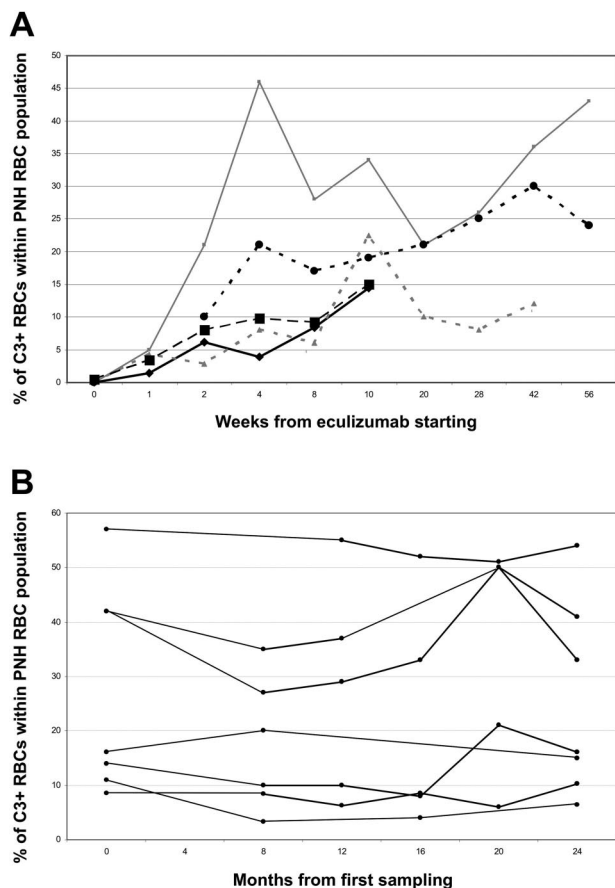 A
% of C3+ RBCs within PNH RBC population
50
45
40
35
30
25
20
15
10
5
0
0 1 2 4 8 10 20 28 42 56
Weeks from eculizumab starting
B
% of C3+ RBCs within PNH RBC population
60
50
40
30
20
10
0
0 4 8 12 16 20 24
Months from first sampling